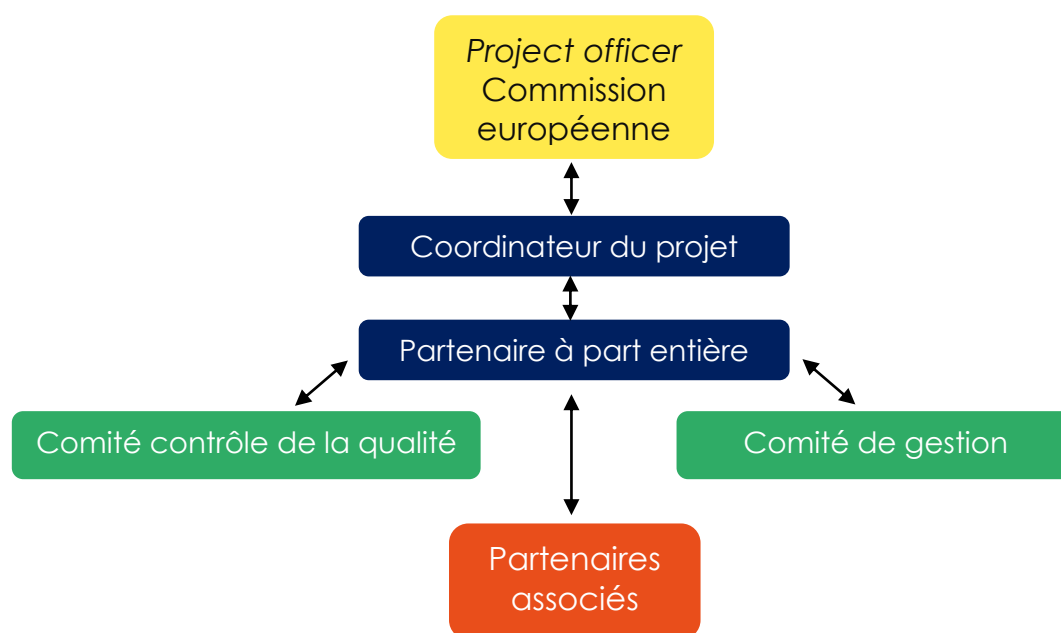 Project officer
Commission
européenne
Coordinateur du projet
Partenaire à part entière
Comité contrôle de la qualité
Comité de gestion
Partenaires
associés